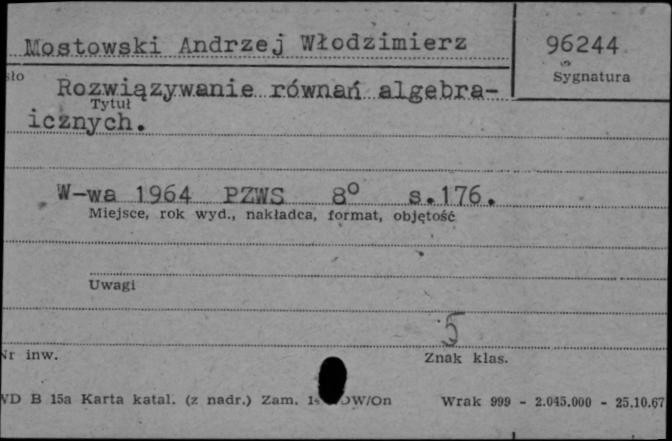 Mostowski Andrzej Włodzimierz
96244
Sygnatura
Rozwiązywanie równań algebra-
Tytuł
icznych.
W-wa 1964 PZWS 8° s.176.
Miejsce, rok wyd., nakładca, format, objętość
Uwagi
5
Nr inw.
Znak klas.
WD B 15a Karta katal. (z nadr.) Zam. DW/On
Wrak 999 - 2.045.000 - 25.10.67